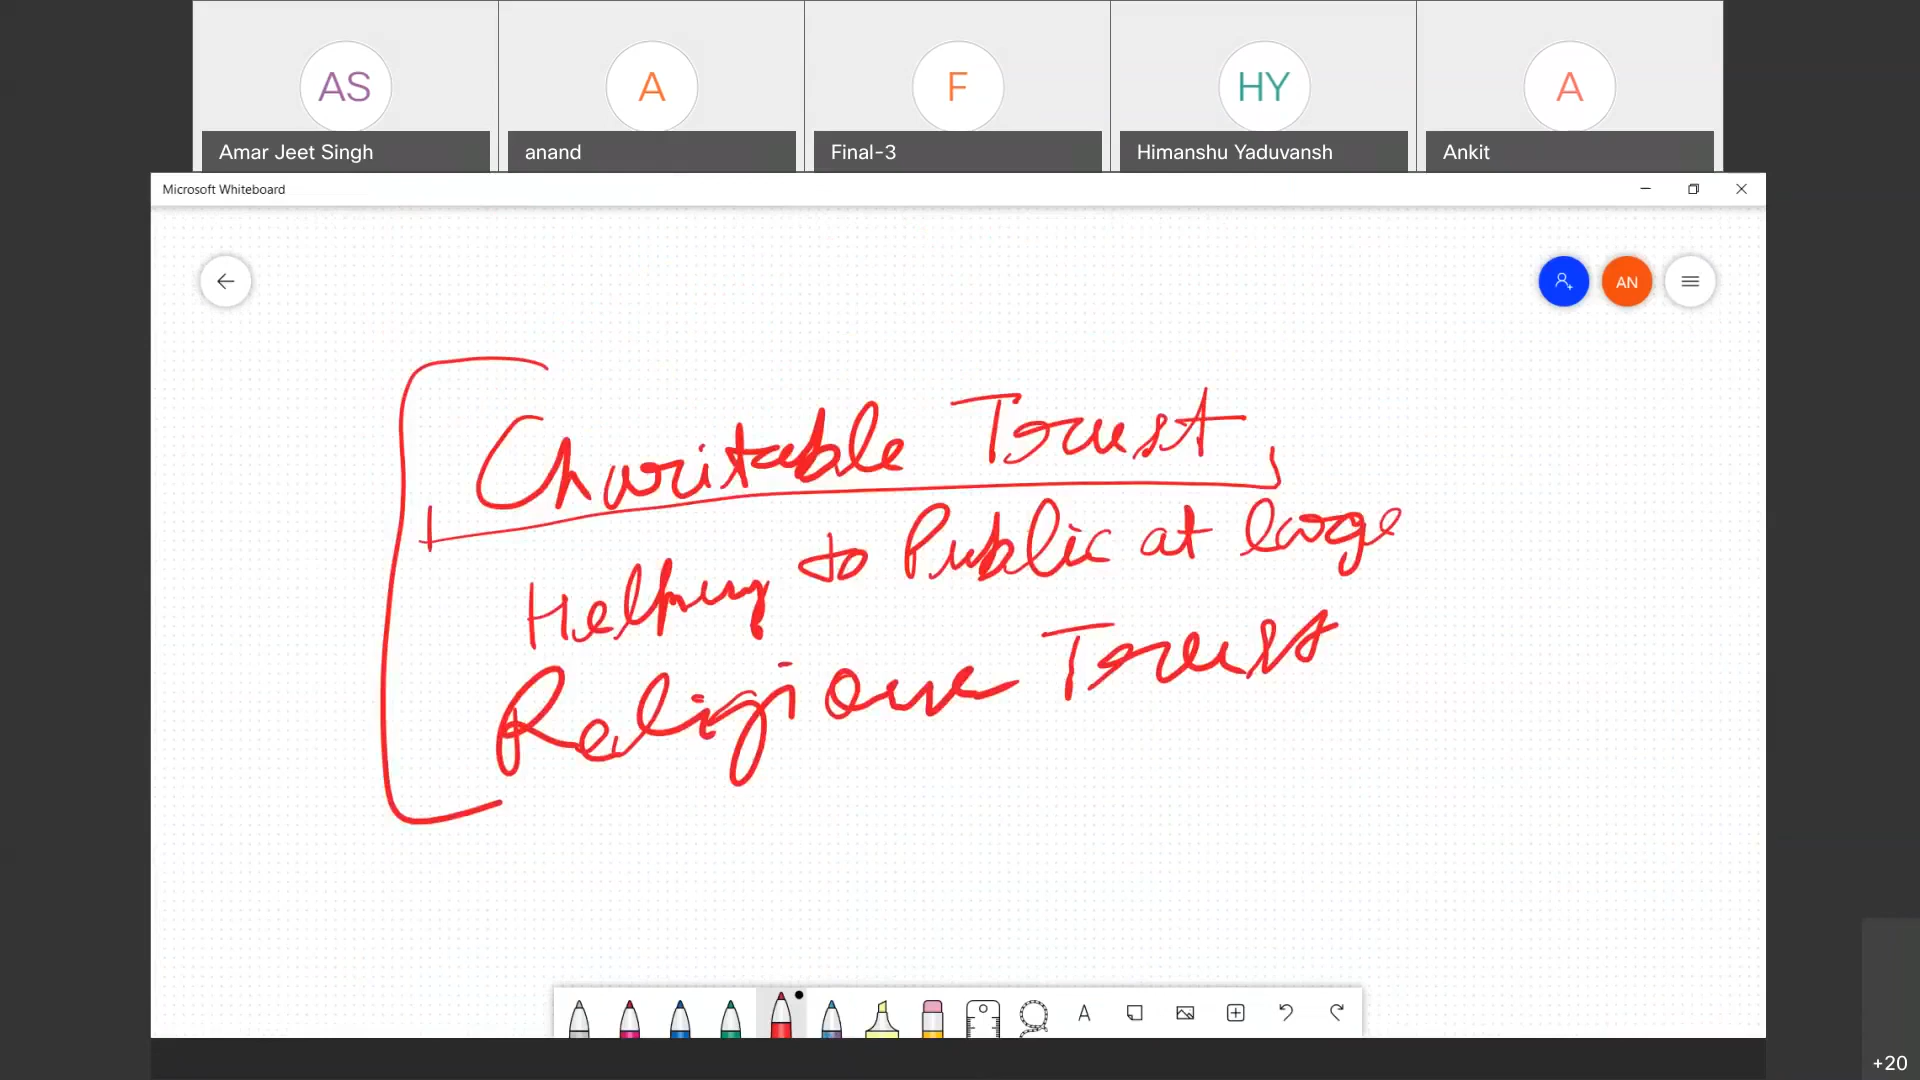 AS
A
F
HY
A
Amar Jeet Singh
anand
Final-3
Himanshu Yaduvansh
Ankit
Microsoft Whiteboard
AN
Charitable Trust
Helping to Public at large
Religious Trust
A
+20